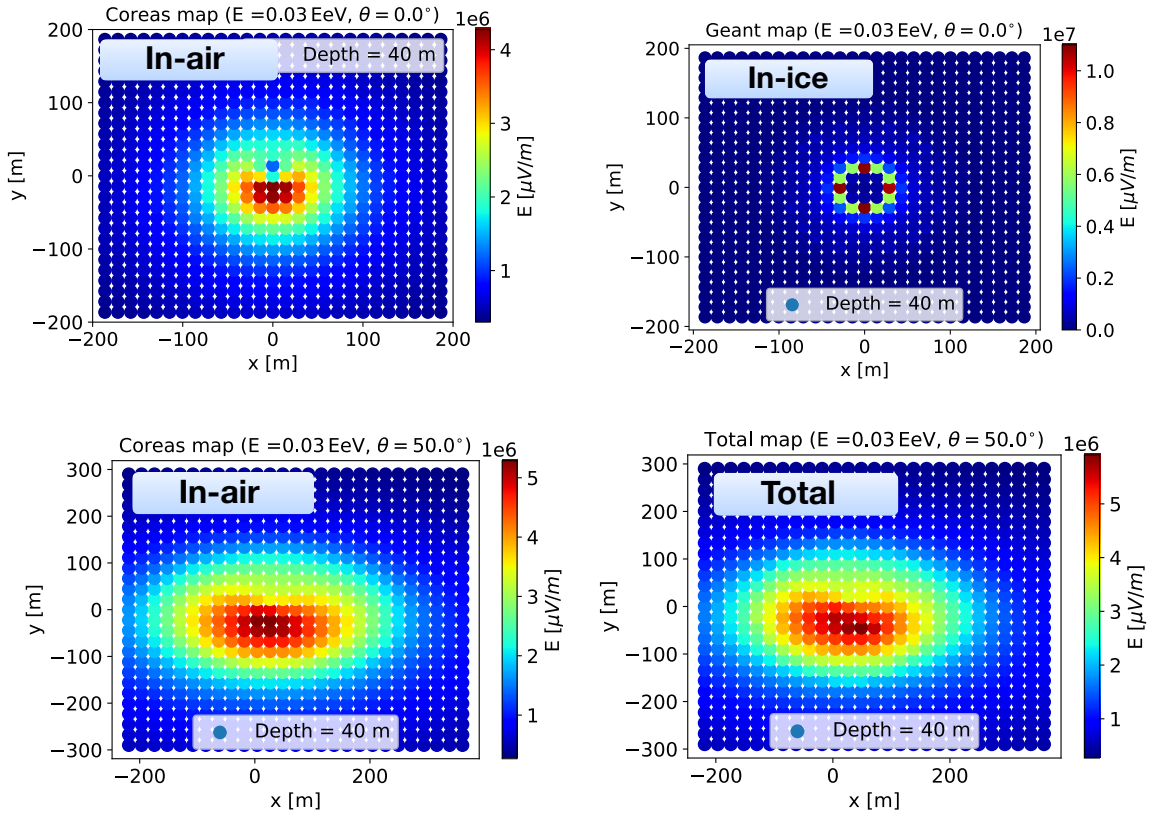 Coreas map (E =0.03 EeV, θ = 0.0°)
1e6
In-air
Depth = 40 m
200
100
0
−100
−200
y [m]
−200 −100 0 100 200
x [m]
4
3
2
1
E [μV/m]
Geant map (E =0.03 EeV, θ = 0.0°)
1e7
In-ice
Depth = 40 m
200
100
0
−100
−200
y [m]
−200 −100 0 100 200
x [m]
1.0
0.8
0.6
0.4
0.2
0.0
E [μV/m]
Coreas map (E =0.03 EeV, θ = 50.0°)
1e6
In-air
Depth = 40 m
300
200
100
0
−100
−200
−300
y [m]
−200 0 200
x [m]
5
4
3
2
1
E [μV/m]
Total map (E =0.03 EeV, θ = 50.0°)
1e6
Total
Depth = 40 m
300
200
100
0
−100
−200
−300
y [m]
−200 0 200
x [m]
5
4
3
2
1
E [μV/m]